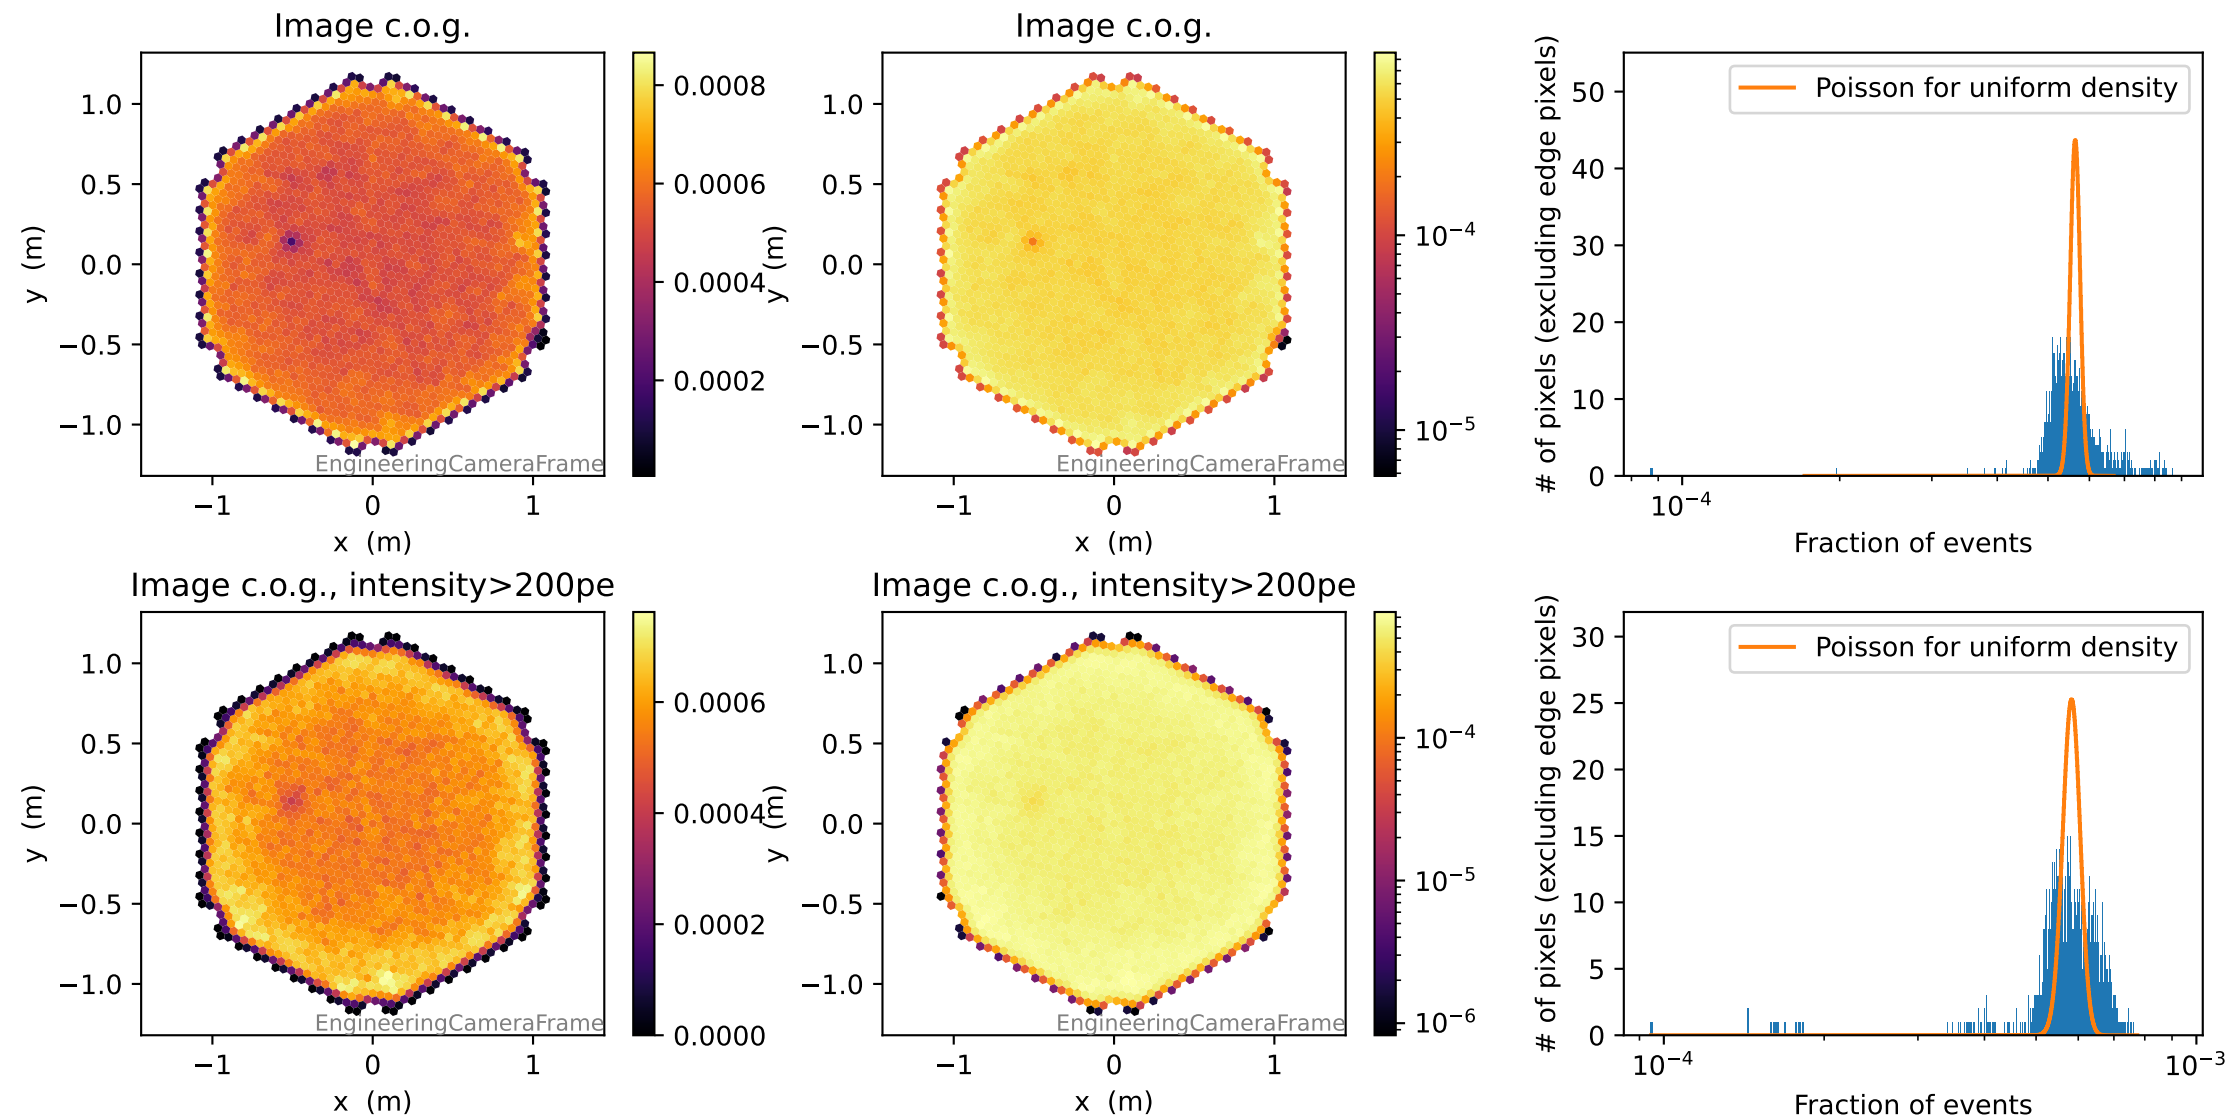 Image c.o.g.
1.0
0.5
0.0
−0.5
−1.0
y (m)
−1
0
1
x (m)
EngineeringCameraFrame
0.0008
0.0006
0.0004
0.0002
Image c.o.g.
1.0
0.5
0.0
−0.5
−1.0
y (m)
−1
0
1
x (m)
EngineeringCameraFrame
10⁻⁴
10⁻⁵
Poisson for uniform density
50
40
30
20
10
0
# of pixels (excluding edge pixels)
10⁻⁴
Fraction of events
Image c.o.g., intensity>200pe
1.0
0.5
0.0
−0.5
−1.0
y (m)
−1
0
1
x (m)
EngineeringCameraFrame
0.0006
0.0004
0.0002
0.0000
Image c.o.g., intensity>200pe
1.0
0.5
0.0
−0.5
−1.0
y (m)
−1
0
1
x (m)
EngineeringCameraFrame
10⁻⁴
10⁻⁵
10⁻⁶
Poisson for uniform density
30
25
20
15
10
5
0
# of pixels (excluding edge pixels)
10⁻⁴
10⁻³
Fraction of events